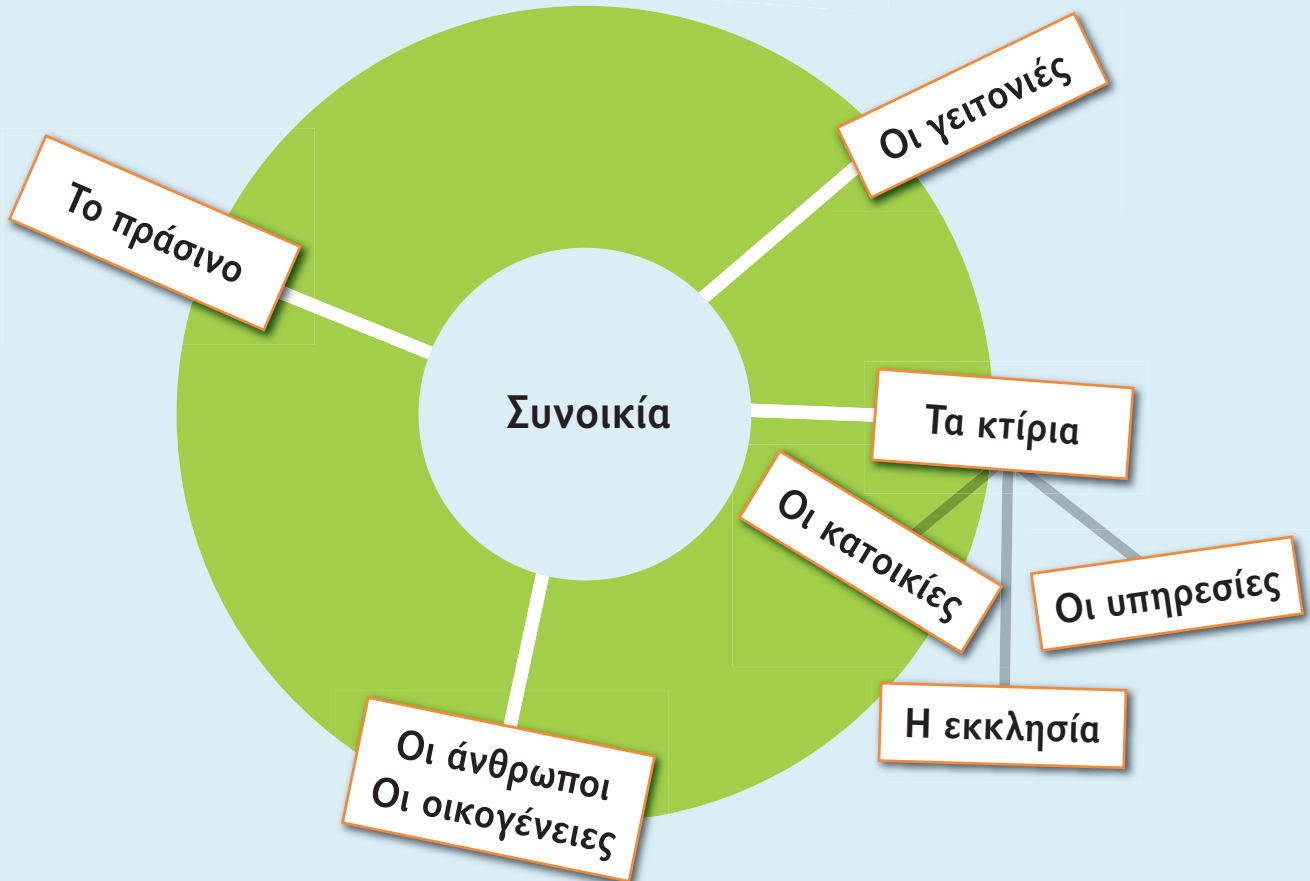 Οι γειτονιές
Το πράσινο
Συνοικία
Τα κτίρια
Οι κατοικίες
Οι υπηρεσίες
Η εκκλησία
Οι άνθρωποι
Οι οικογένειες